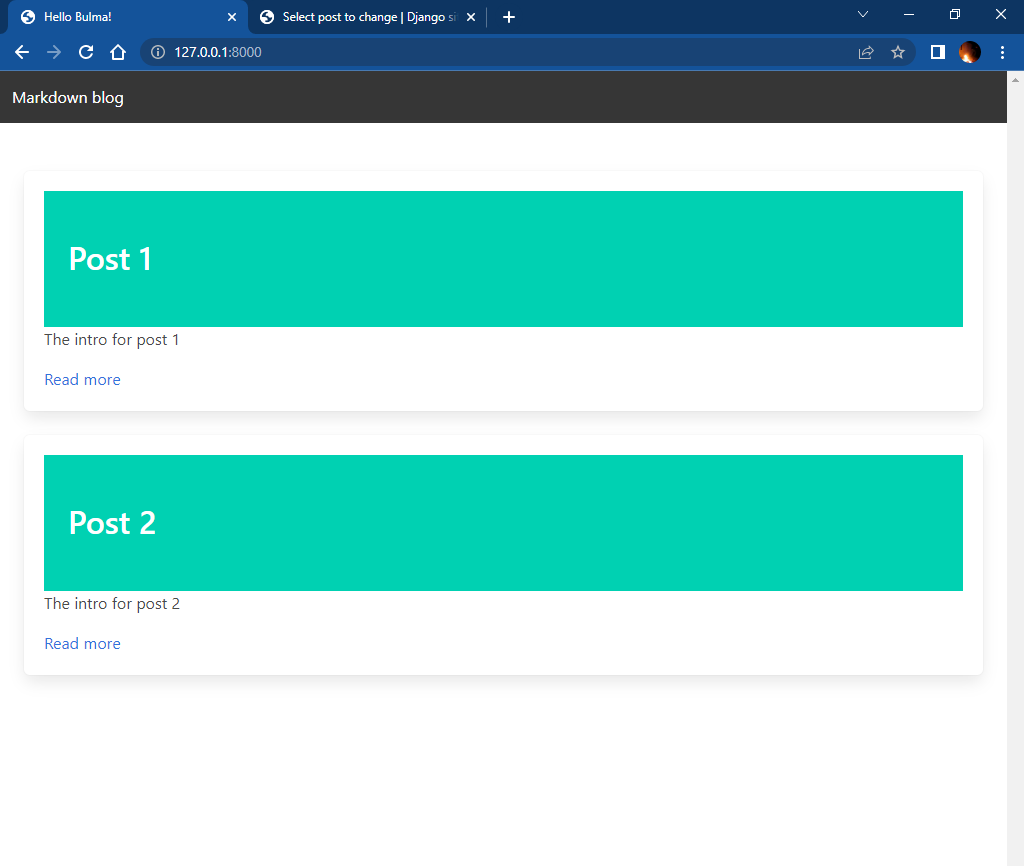 Hello Bulma!
Select post to change | Django si
127.0.0.1:8000
Markdown blog
Post 1
The intro for post 1
Read more
Post 2
The intro for post 2
Read more